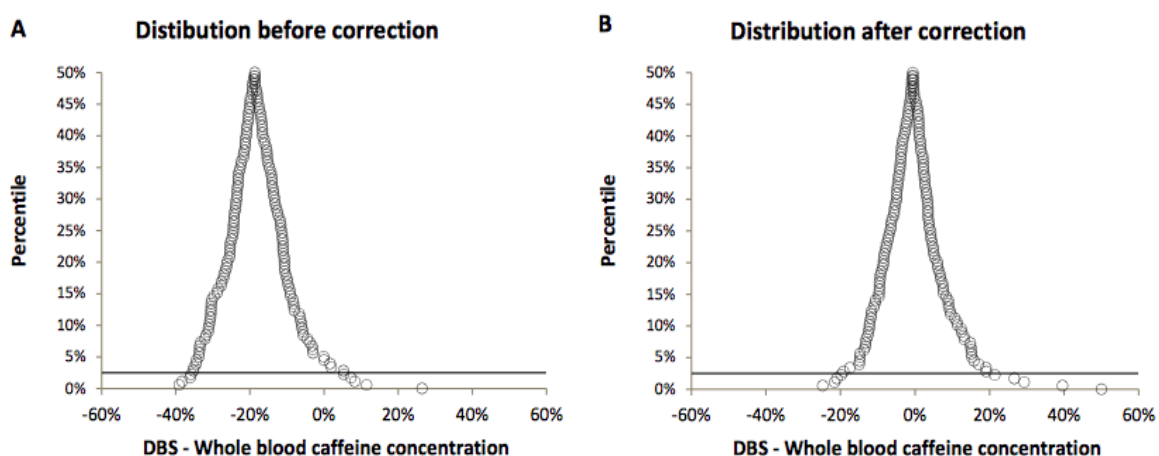 A
Distibution before correction
Percentile
50%
45%
40%
35%
30%
25%
20%
15%
10%
5%
0%
-60% -40% -20% 0% 20% 40% 60%
DBS - Whole blood caffeine concentration
B
Distribution after correction
Percentile
50%
45%
40%
35%
30%
25%
20%
15%
10%
5%
0%
-60% -40% -20% 0% 20% 40% 60%
DBS - Whole blood caffeine concentration